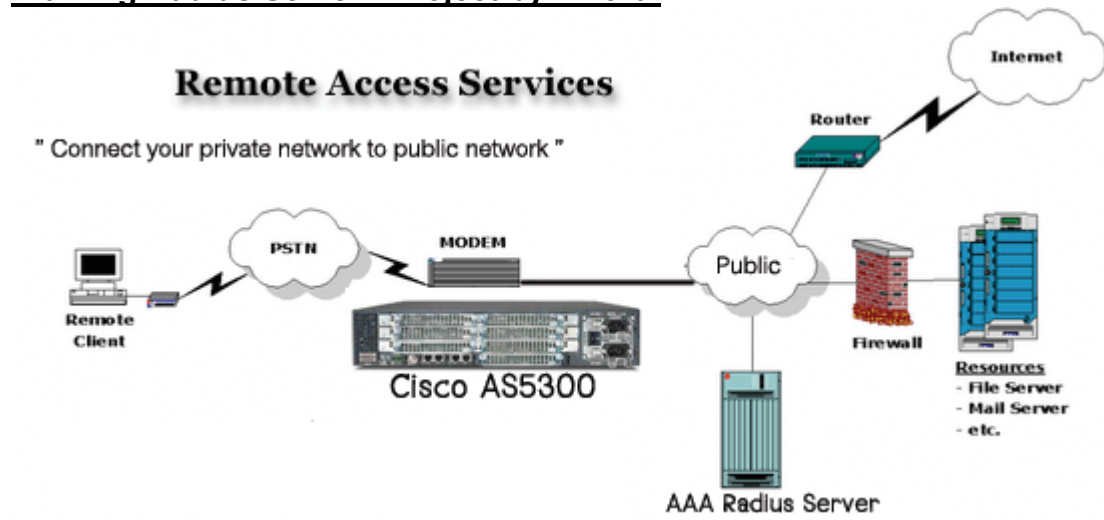 Remote Access Services
" Connect your private network to public network "
Internet
Router
PSTN
MODEM
Public
Remote
Client
Firewall
Cisco AS5300
Resources
- File Server
- Mail Server
- etc.
AAA Radius Server